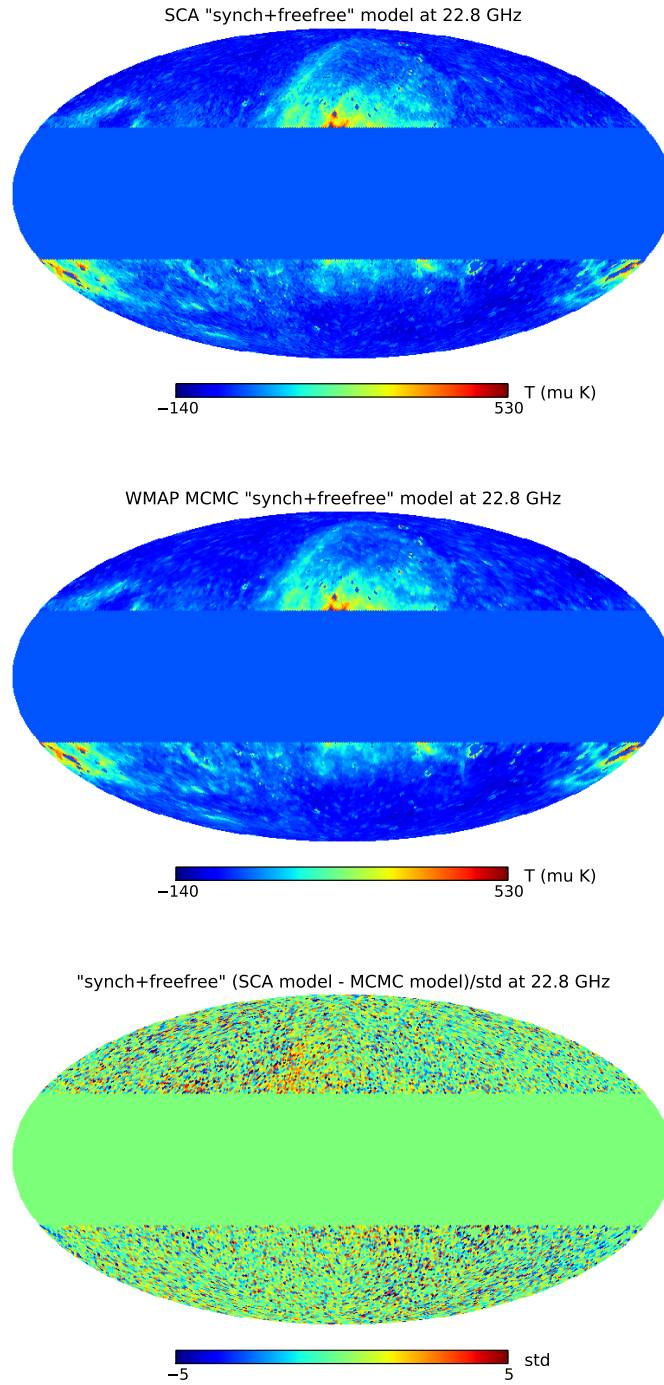 SCA "synch+freefree" model at 22.8 GHz
T (mu K)
−140 530
WMAP MCMC "synch+freefree" model at 22.8 GHz
T (mu K)
−140 530
"synch+freefree" (SCA model - MCMC model)/std at 22.8 GHz
std
−5 5